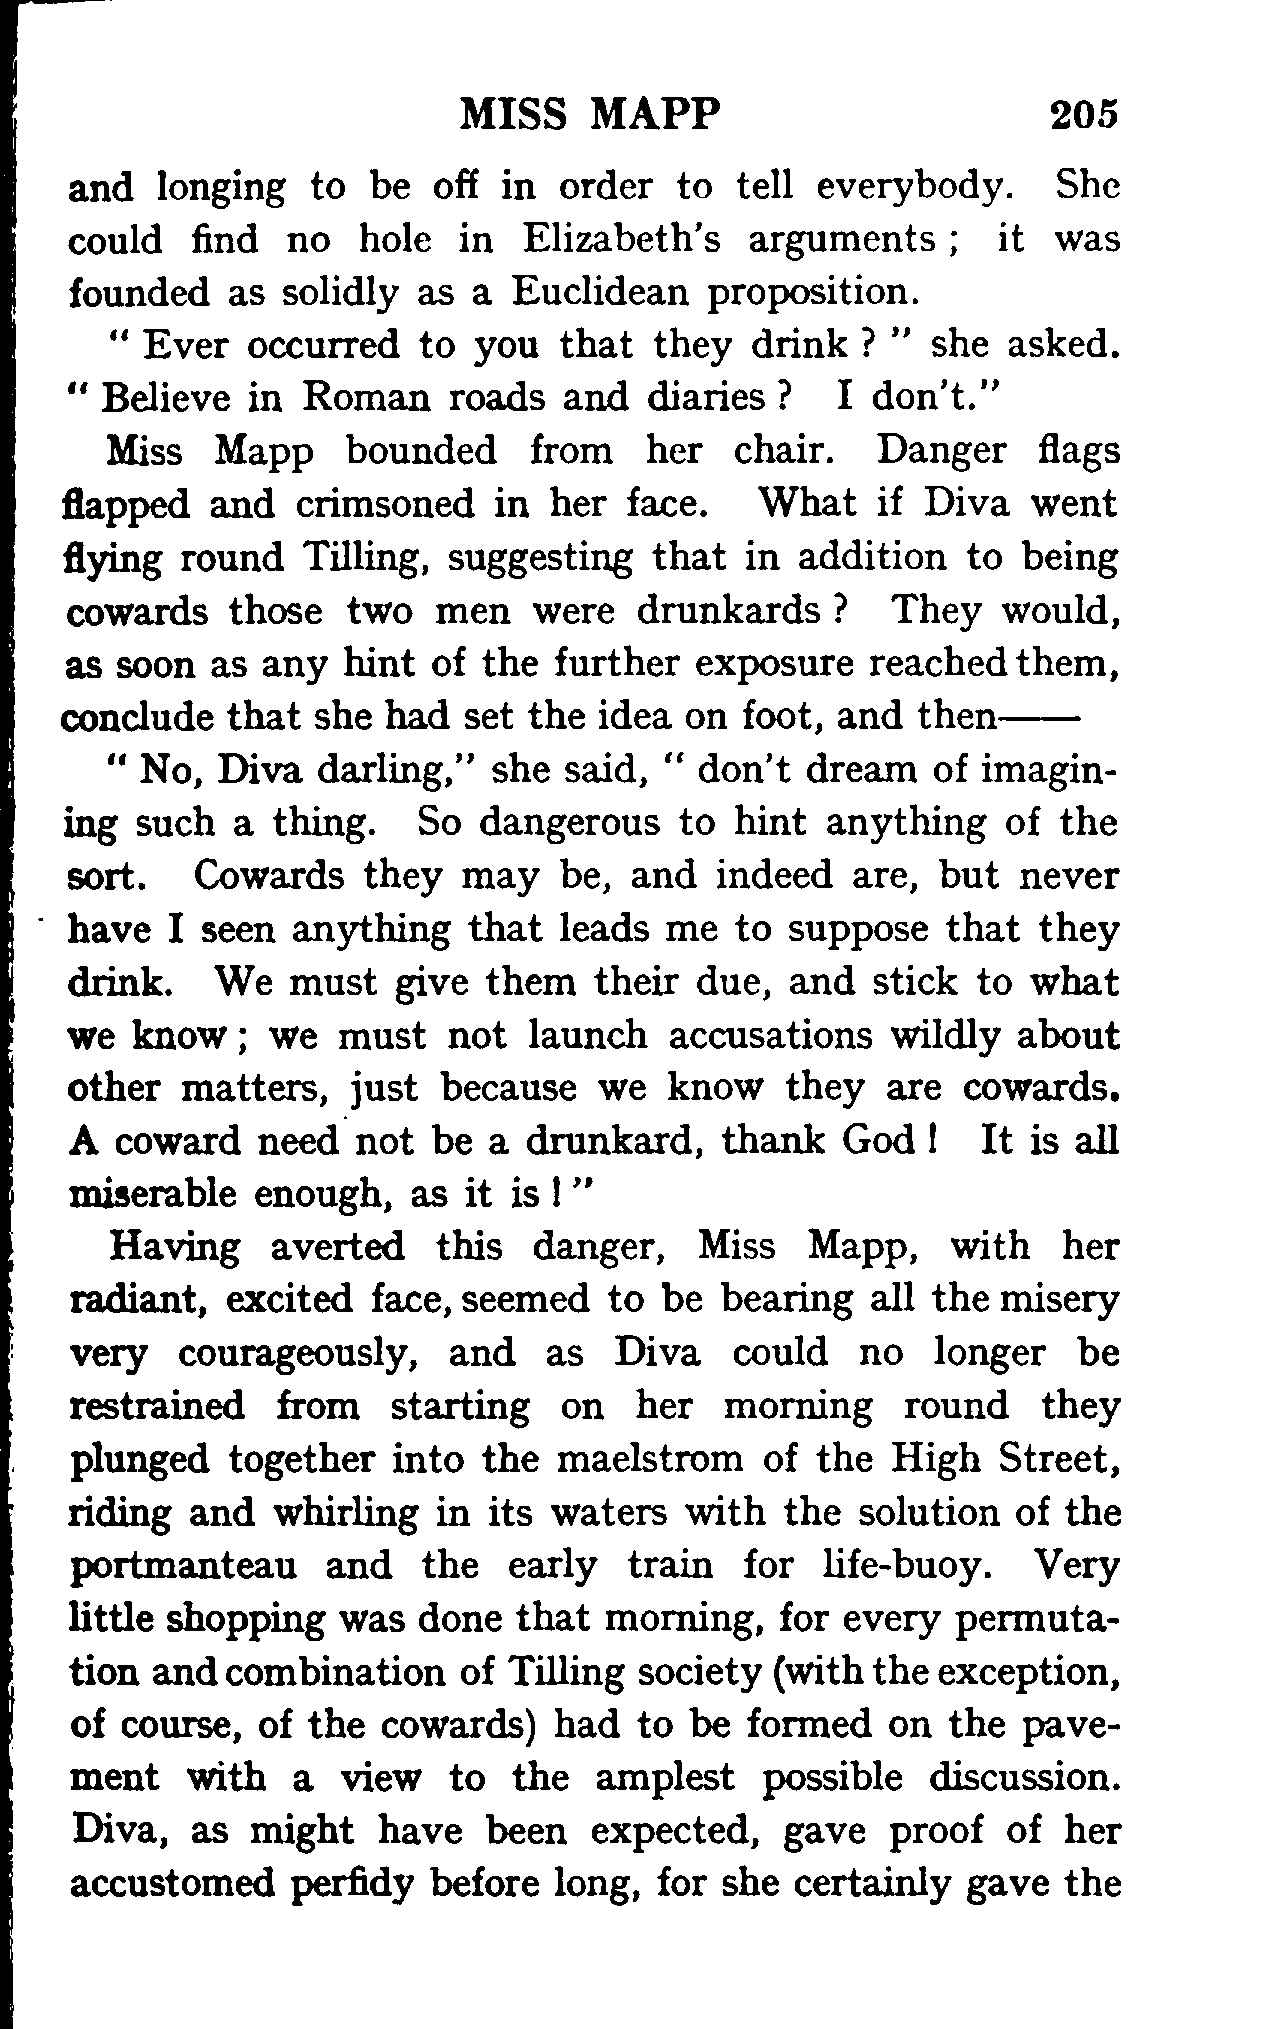 MISS MAPP 205
and longing to be off in order to tell everybody. She
could find no hole in Elizabeth's arguments ; it was
founded as solidly as a Euclidean proposition.
" Ever occurred to you that they drink ? " she asked.
" Believe in Roman roads and diaries ? I don't."
Miss Mapp bounded from her chair. Danger flags
flapped and crimsoned in her face. What if Diva went
flying round Tilling, suggesting that in addition to being
cowards those two men were drunkards ? They would,
as soon as any hint of the further exposure reached them,
conclude that she had set the idea on foot, and then——
" No, Diva darling," she said, " don't dream of imagin-
ing such a thing. So dangerous to hint anything of the
sort. Cowards they may be, and indeed are, but never
have I seen anything that leads me to suppose that they
drink. We must give them their due, and stick to what
we know ; we must not launch accusations wildly about
other matters, just because we know they are cowards.
A coward need not be a drunkard, thank God ! It is all
miserable enough, as it is ! "
Having averted this danger, Miss Mapp, with her
radiant, excited face, seemed to be bearing all the misery
very courageously, and as Diva could no longer be
restrained from starting on her morning round they
plunged together into the maelstrom of the High Street,
riding and whirling in its waters with the solution of the
portmanteau and the early train for life-buoy. Very
little shopping was done that morning, for every permuta-
tion and combination of Tilling society (with the exception,
of course, of the cowards) had to be formed on the pave-
ment with a view to the amplest possible discussion.
Diva, as might have been expected, gave proof of her
accustomed perfidy before long, for she certainly gave the